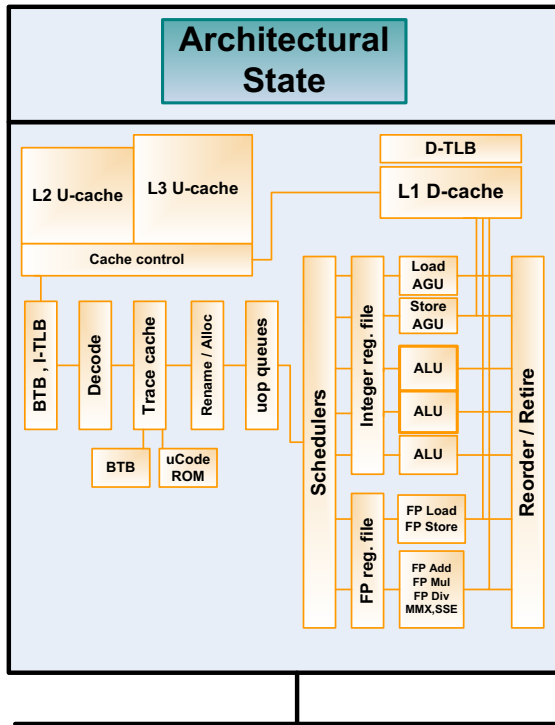 Architectural
State
D-TLB
L2 U-cache
L3 U-cache
L1 D-cache
Cache control
BTB , I-TLB
Decode
Trace cache
Rename / Alloc
uop queues
BTB
uCode
ROM
Schedulers
Integer reg. file
FP reg. file
Load
AGU
Store
AGU
ALU
ALU
ALU
FP Load
FP Store
FP Add
FP Mul
FP Div
MMX,SSE
Reorder / Retire